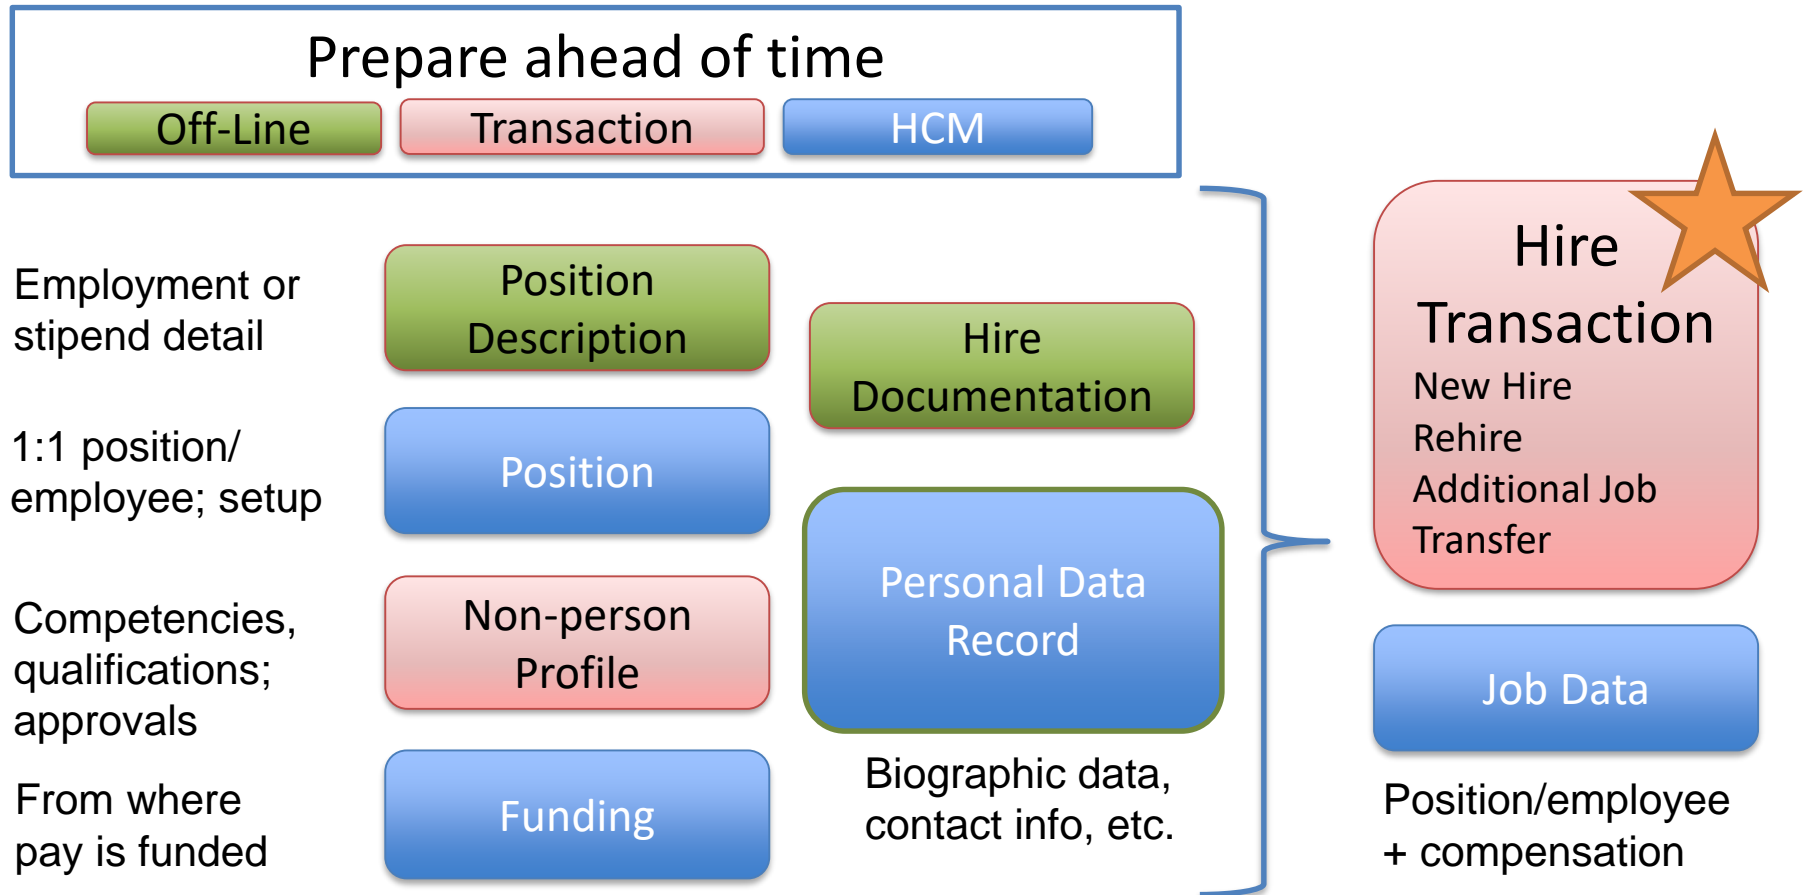 Prepare ahead of time
Off-Line
Transaction
HCM
Employment or
stipend detail
Position
Description
1:1 position/
employee; setup
Position
Competencies,
qualifications;
approvals
Non-person
Profile
From where
pay is funded
Funding
Hire
Documentation
Personal Data
Record
Biographic data,
contact info, etc.
Hire
Transaction
New Hire
Rehire
Additional Job
Transfer
Job Data
Position/employee
+ compensation